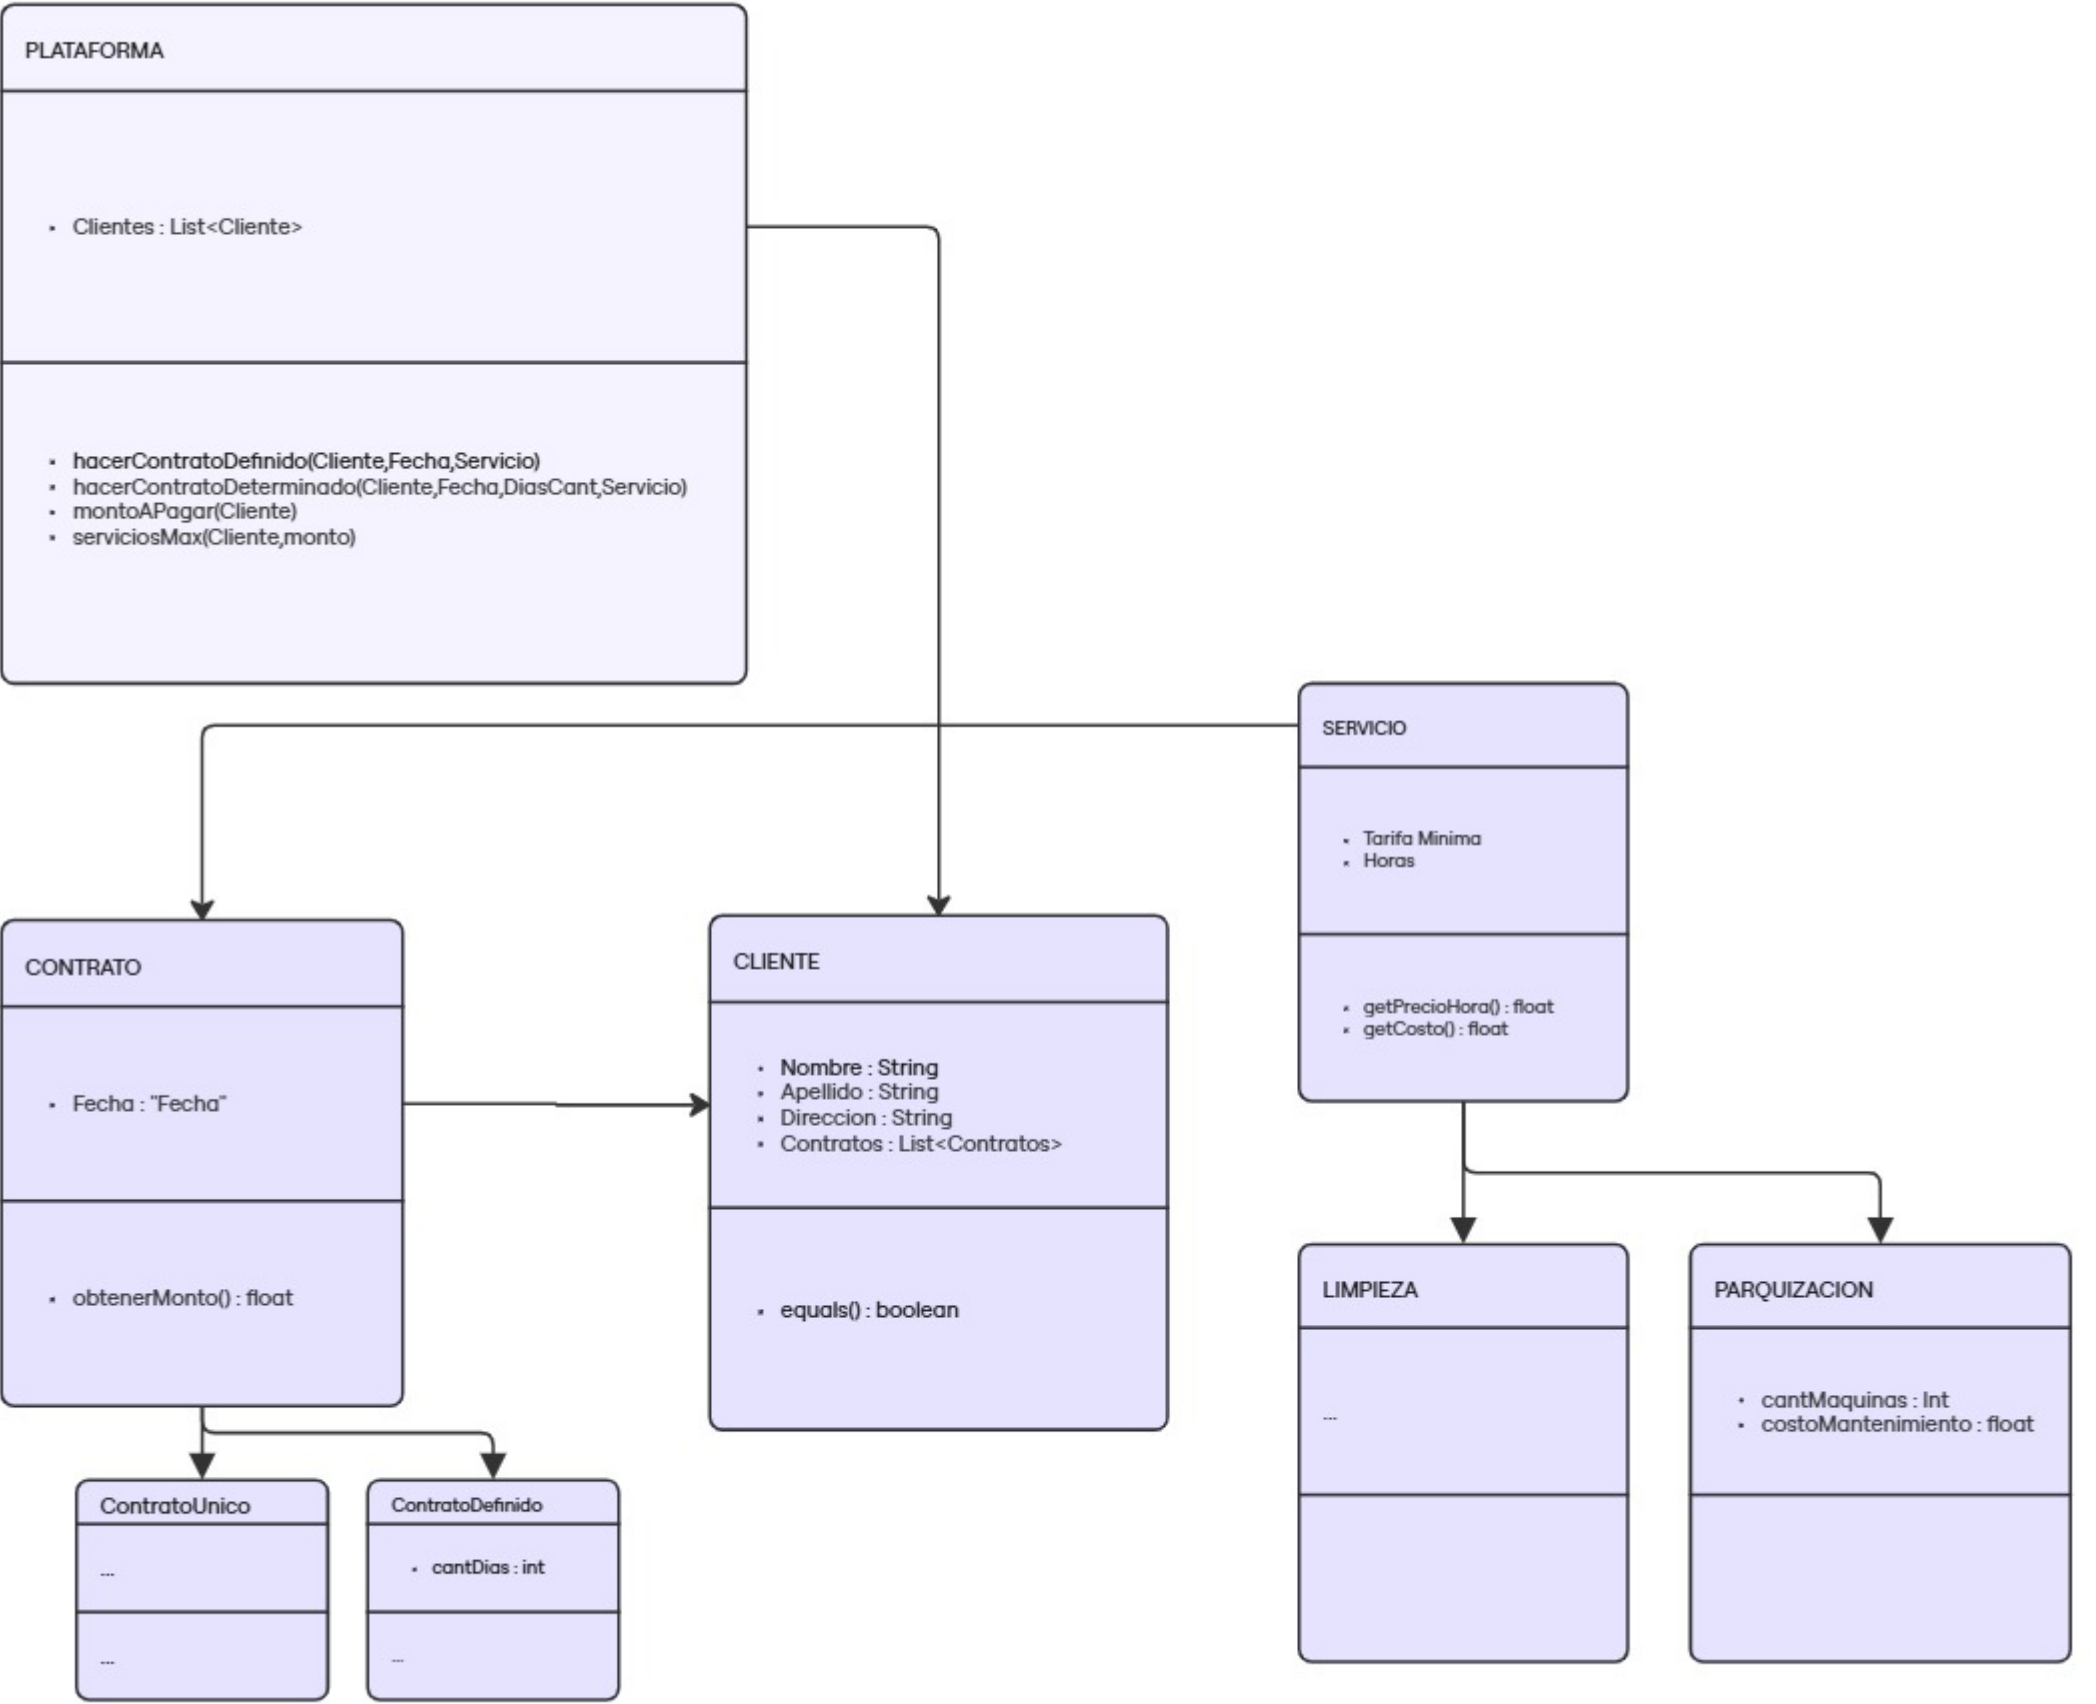 PLATAFORMA
• Clientes : List<Cliente>
• hacerContratoDefinido(Cliente,Fecha,Servicio)
• hacerContratoDeterminado(Cliente,Fecha,DiasCant,Servicio)
• montoAPagar(Cliente)
• serviciosMax(Cliente,monto)
SERVICIO
• Tarifa Minima
• Horas
• getPrecioHora() : float
• getCosto() : float
CONTRATO
• Fecha : "Fecha"
• obtenerMonto() : float
CLIENTE
• Nombre : String
• Apellido : String
• Direccion : String
• Contratos : List<Contratos>
• equals() : boolean
LIMPIEZA
...
PARQUIZACION
• cantMaquinas : Int
• costoMantenimiento : float
ContratoUnico
...
...
ContratoDefinido
• cantDias : int
...